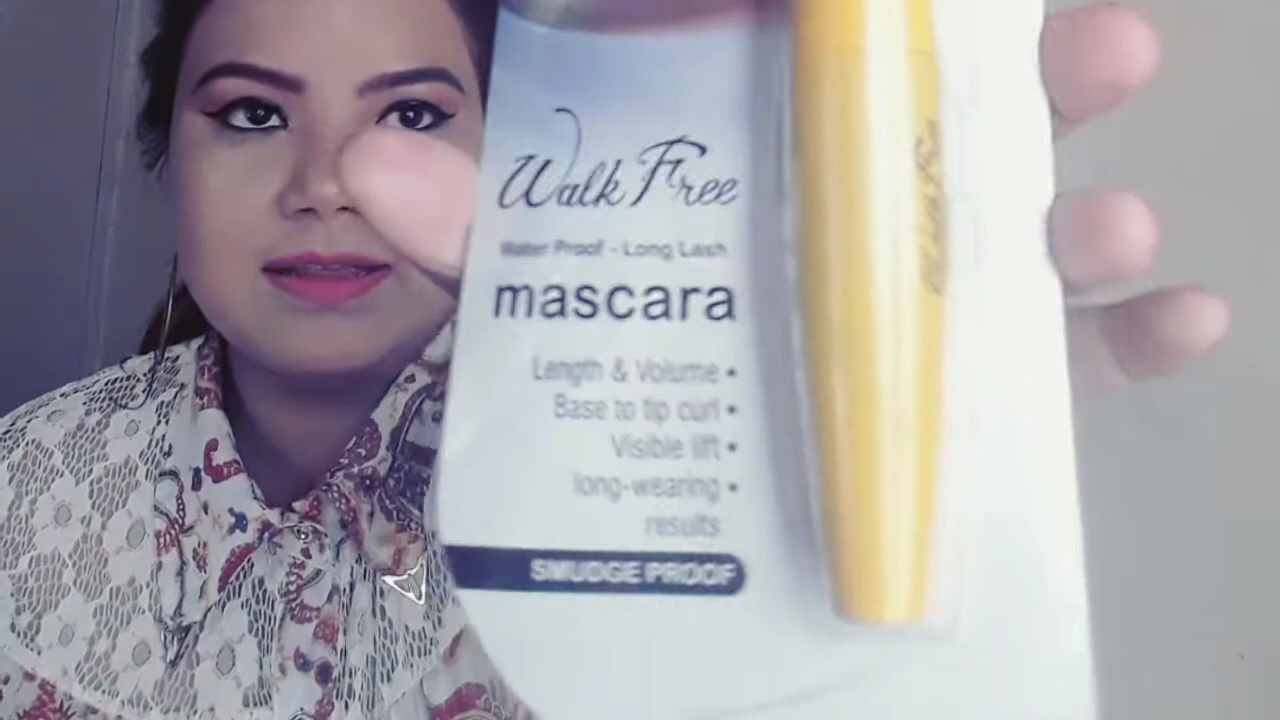 Walk Free
Water Proof - Long Lash
mascara
Length & Volume •
Base to tip curl •
Visible lift •
long-wearing •
results
SMUDGE PROOF